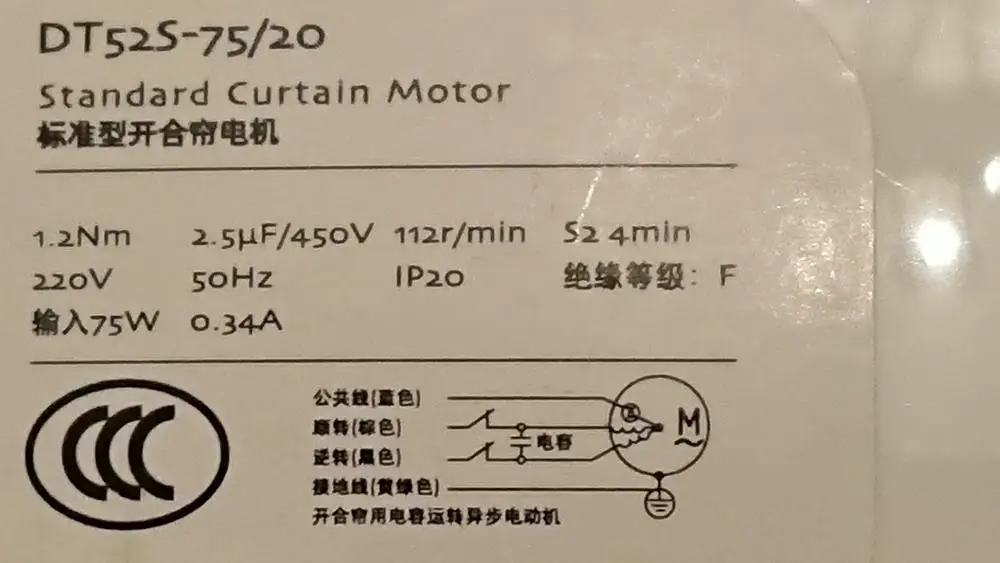 DT52S-75/20
Standard Curtain Motor
标准型开合帘电机
1.2Nm 2.5µF/450V 112r/min S2 4min
220V 50Hz IP20 绝缘等级: F
输入75W 0.34A
CCC
公共线(蓝色)
顺转(棕色)
逆转(黑色)
电容
M
接地线(黄绿色)
开合帘用电容运转异步电动机